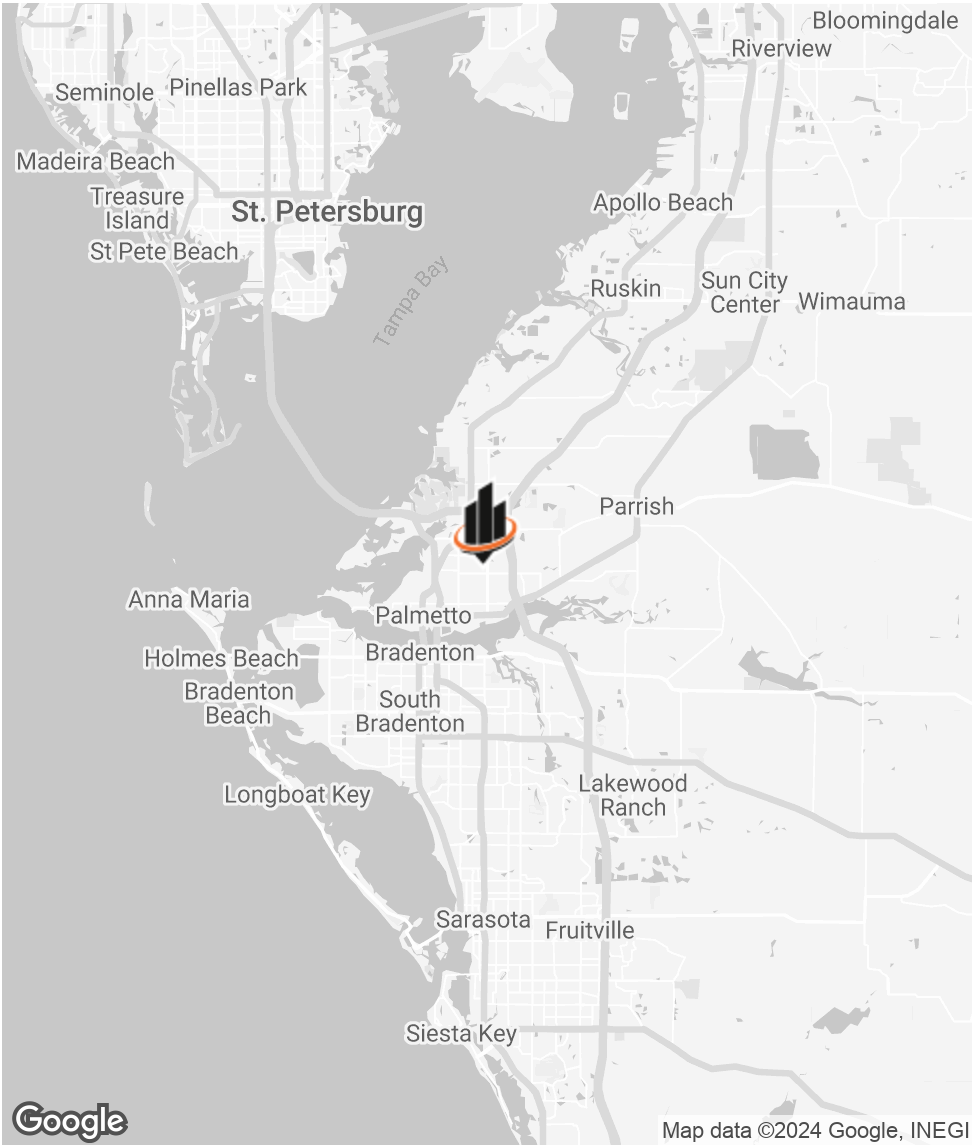 Bloomingdale
Riverview
Seminole
Pinellas Park
Madeira Beach
Treasure
Island
St. Petersburg
Apollo Beach
St Pete Beach
Tampa Bay
Ruskin
Sun City
Center
Wimauma
Parrish
Anna Maria
Palmetto
Holmes Beach
Bradenton
Bradenton
Beach
South
Bradenton
Longboat Key
Lakewood
Ranch
Sarasota
Fruitville
Siesta Key
Google
Map data ©2024 Google, INEGI